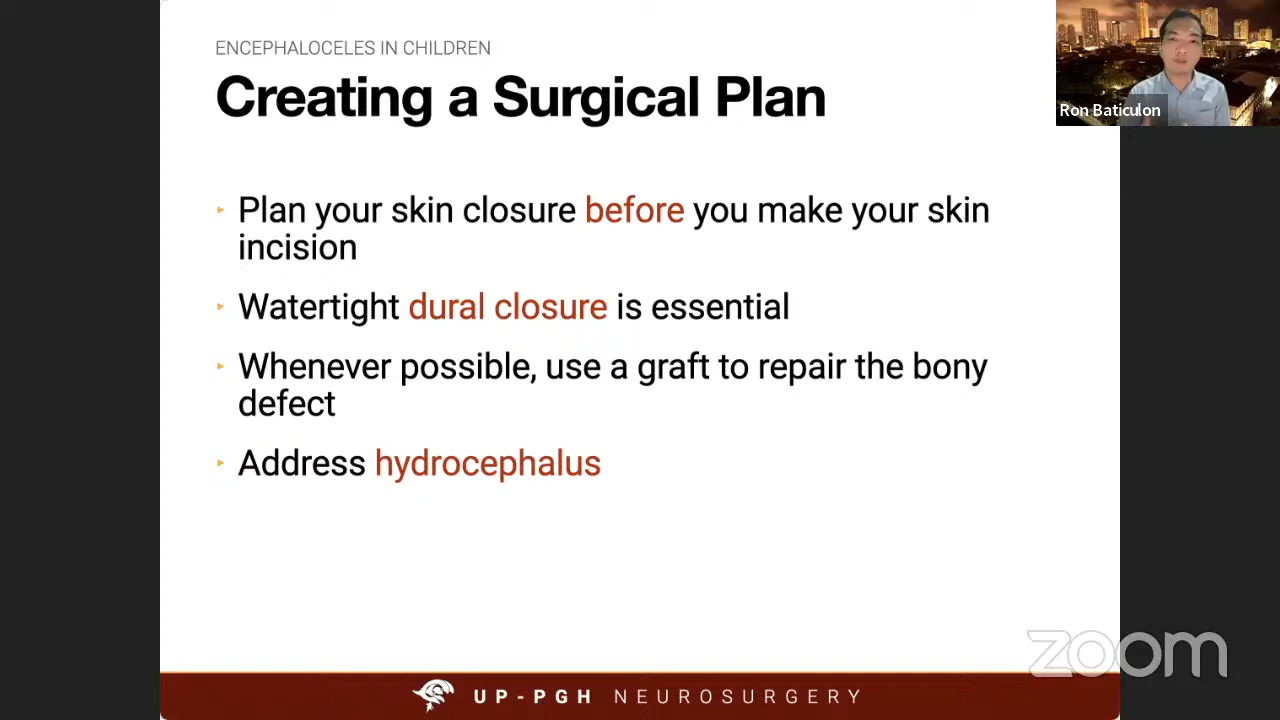 ENCEPHALOCELES IN CHILDREN
Creating a Surgical Plan
Ron Baticulon
Plan your skin closure before you make your skin
incision
Watertight dural closure is essential
Whenever possible, use a graft to repair the bony
defect
Address hydrocephalus
zoom
UP-PGH NEUROSURGERY